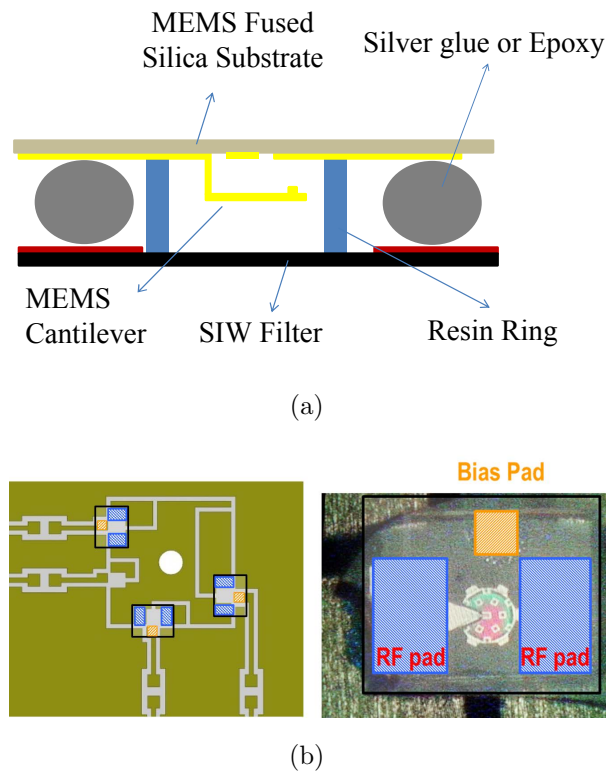 MEMS Fused
Silica Substrate
Silver glue or Epoxy
MEMS
Cantilever
SIW Filter
Resin Ring
(a)
Bias Pad
RF pad
RF pad
(b)